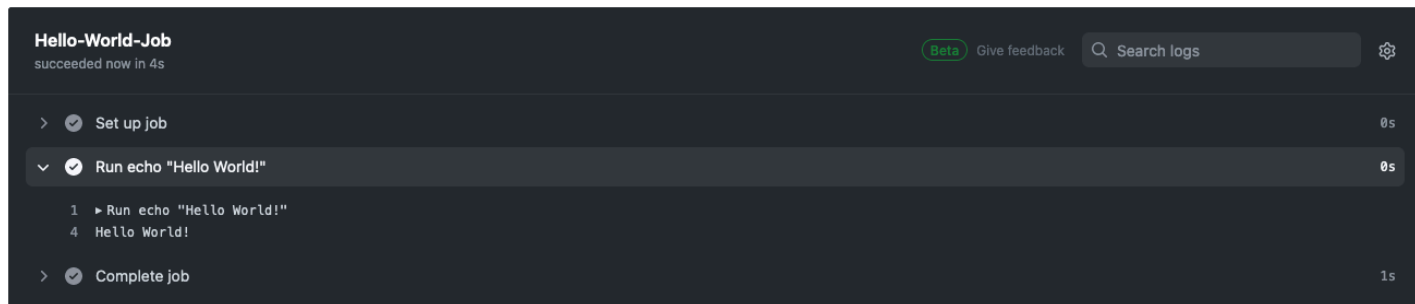 Hello-World-Job
succeeded now in 4s
Beta Give feedback Search logs
Set up job 0s
Run echo "Hello World!" 0s
1 ▸ Run echo "Hello World!"
4 Hello World!
Complete job 1s